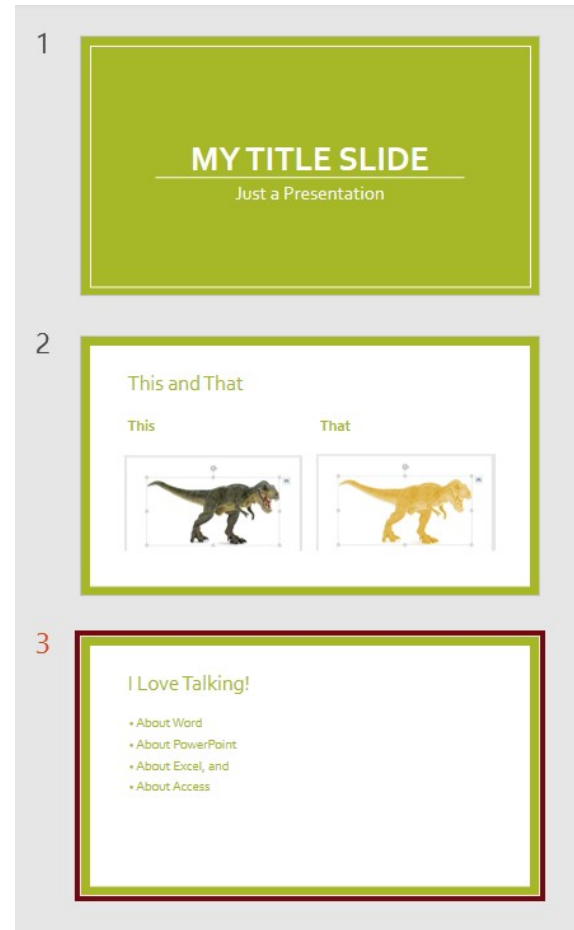 1
MY TITLE SLIDE
Just a Presentation
2
This and That
This That
3
I Love Talking!
• About Word
• About PowerPoint
• About Excel, and
• About Access